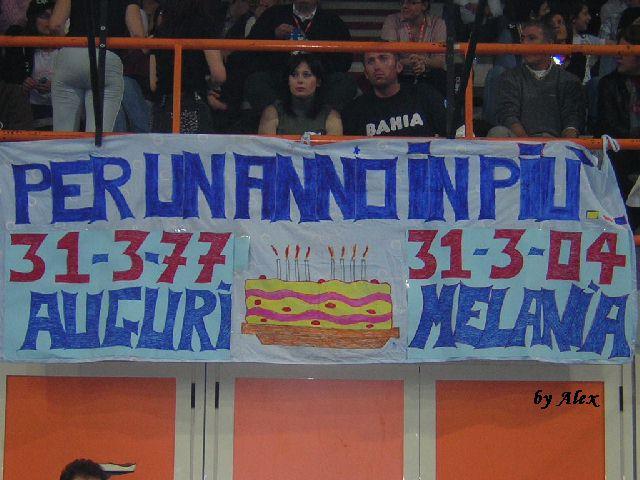 BAHIA
PER UN ANNO IN PIÙ..
31-3-77 31-3-04
AUGURI MELANIA
by Alex